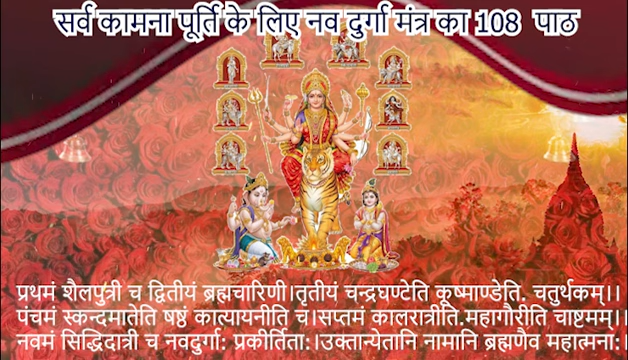 सर्व कामना पूर्ति के लिए नव दुर्गा मंत्र का 108 पाठ
प्रथमं शैलपुत्री च द्वितीयं ब्रह्मचारिणी।तृतीयं चन्द्रघण्टेति कूष्माण्डेति. चतुर्थकम्।।
पंचमं स्कन्दमातेति षष्ठं कात्यायनीति च।सप्तमं कालरात्रीति.महागौरीति चाष्टमम्।।
नवमं सिद्धिदात्री च नवदुर्गा: प्रकीर्तिता:।उक्तान्येतानि नामानि ब्रह्मणैव महात्मना:।।